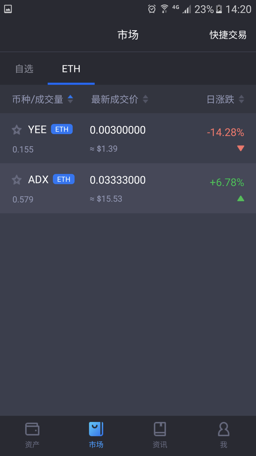 4G 23% 14:20
市场 快捷交易
自选 ETH
币种/成交量 最新成交价 日涨跌
YEE ETH 0.00300000 -14.28%
0.155 ≈ $1.39
ADX ETH 0.03333000 +6.78%
0.579 ≈ $15.53
资产 市场 资讯 我